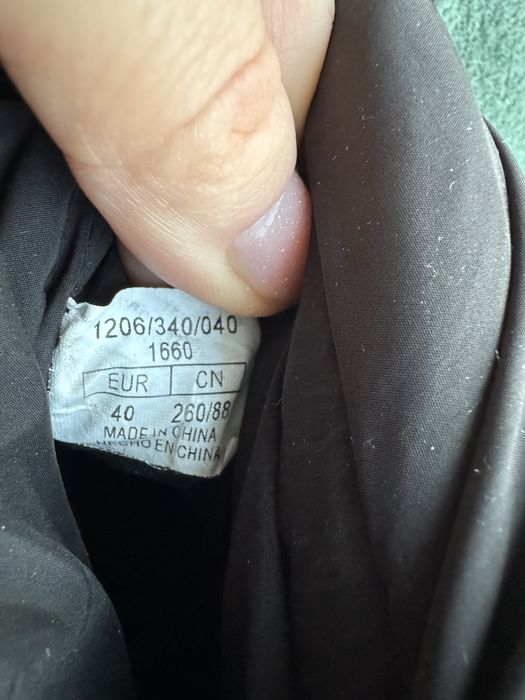 1206/340/040
1660
EUR CN
40 260/88
MADE IN CHINA
HECHO EN CHINA